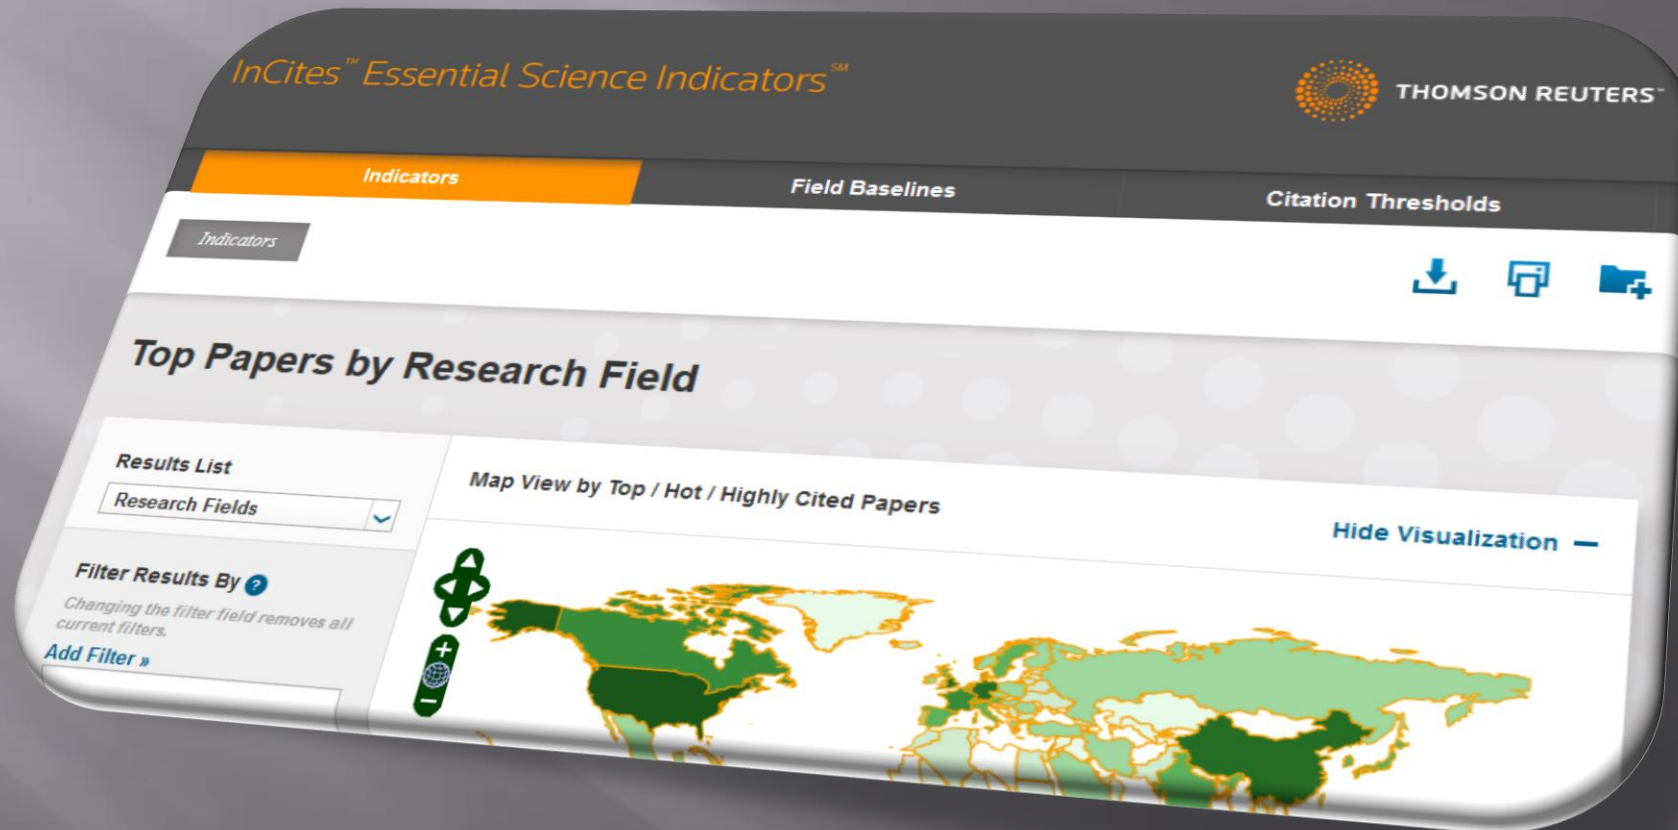 InCites™ Essential Science Indicators℠
THOMSON REUTERS™
Indicators
Field Baselines
Citation Thresholds
Indicators
Top Papers by Research Field
Results List
Research Fields
Map View by Top / Hot / Highly Cited Papers
Hide Visualization
Filter Results By ?
Changing the filter field removes all
current filters.
Add Filter »